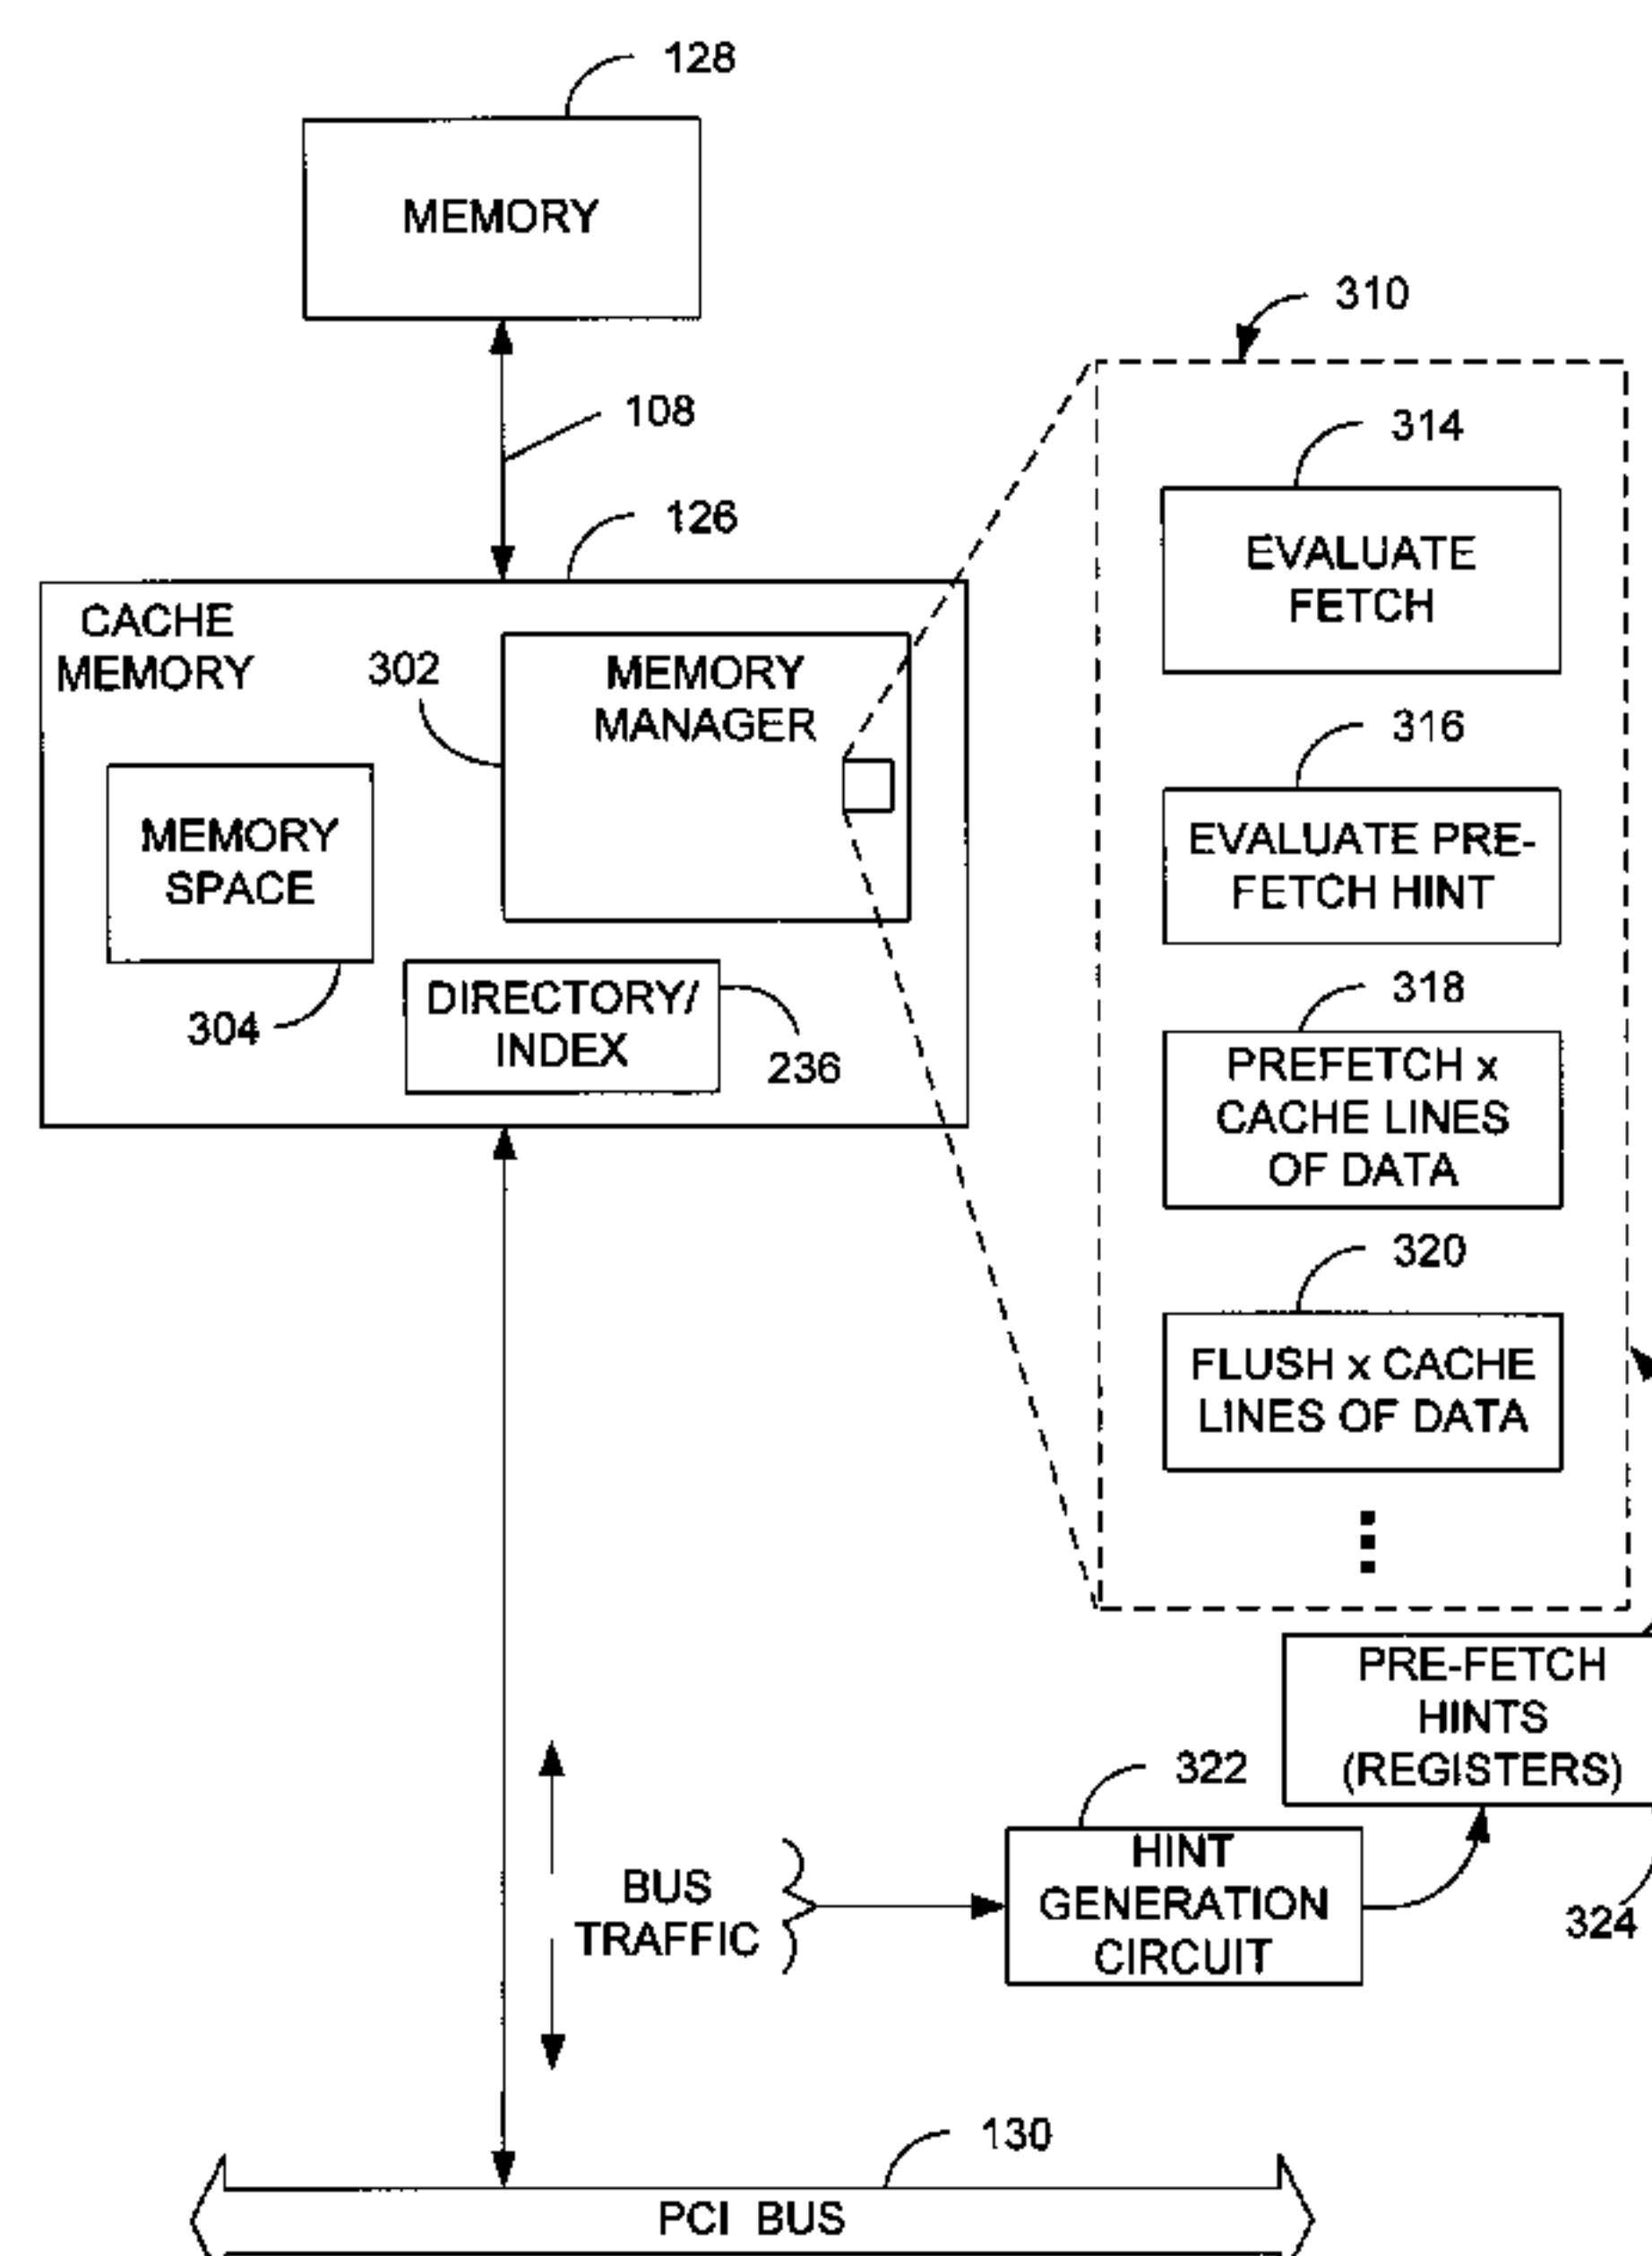 128
MEMORY
310
108
314
126
EVALUATE
FETCH
CACHE
MEMORY
302
MEMORY
MANAGER
316
MEMORY
SPACE
EVALUATE PRE-
FETCH HINT
304
DIRECTORY/
INDEX
236
318
PREFETCH x
CACHE LINES
OF DATA
320
FLUSH x CACHE
LINES OF DATA
PRE-FETCH
HINTS
(REGISTERS)
322
HINT
GENERATION
CIRCUIT
324
BUS
TRAFFIC
130
PCI BUS